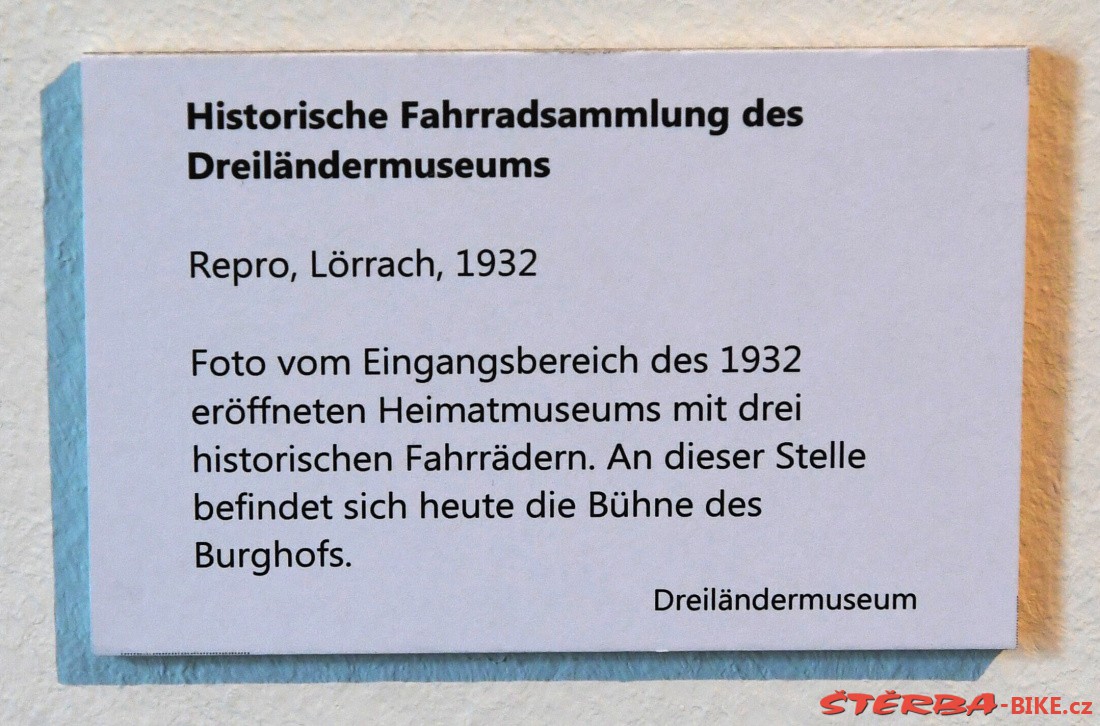 Historische Fahrradsammlung des
Dreiländermuseums
Repro, Lörrach, 1932
Foto vom Eingangsbereich des 1932
eröffneten Heimatmuseums mit drei
historischen Fahrrädern. An dieser Stelle
befindet sich heute die Bühne des
Burghofs.
Dreiländermuseum
ŠTĚRBA-BIKE.cz